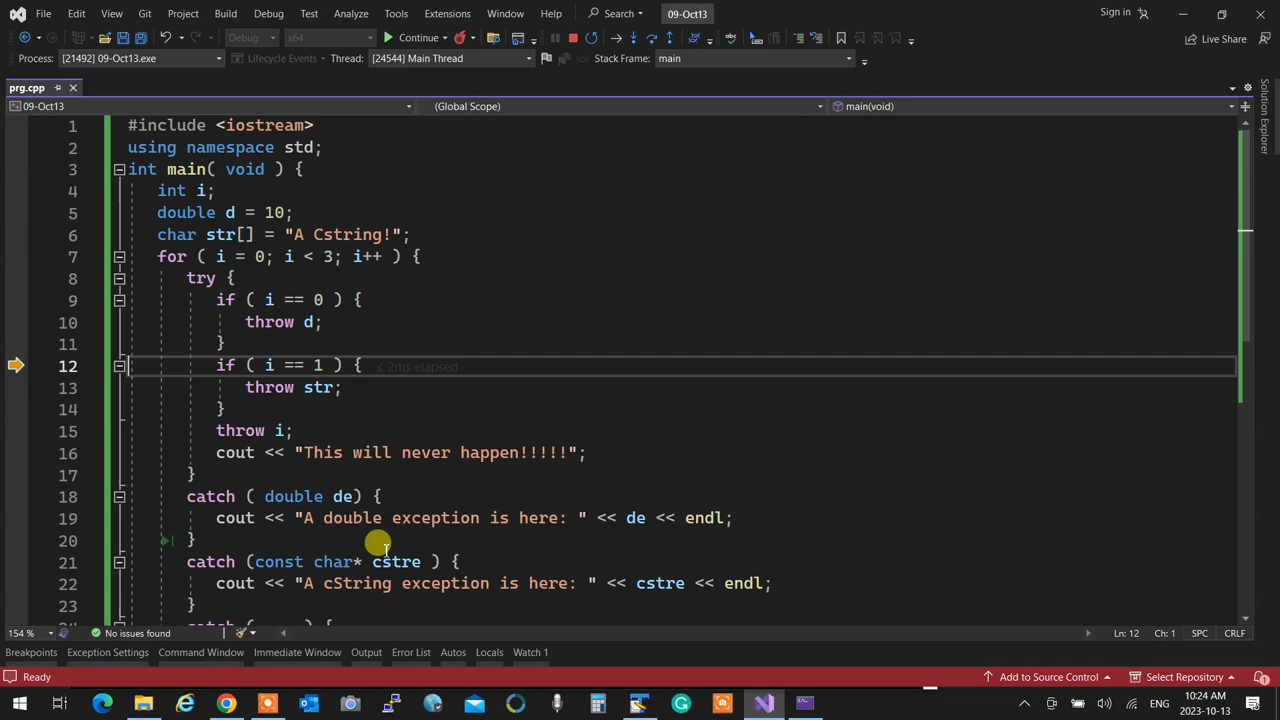 File Edit View Git Project Build Debug Test Analyze Tools Extensions Window Help Search 09-Oct13 Sign in
Debug x64 Continue Live Share
Process: [21492] 09-Oct13.exe Lifecycle Events Thread: [24544] Main Thread Stack Frame: main
prg.cpp
09-Oct13 (Global Scope) main(void)
Solution Explorer
1 #include <iostream>
2 using namespace std;
3 int main( void ) {
4 int i;
5 double d = 10;
6 char str[] = "A Cstring!";
7 for ( i = 0; i < 3; i++ ) {
8 try {
9 if ( i == 0 ) {
10 throw d;
11 }
12 if ( i == 1 ) { ≤ 2ms elapsed
13 throw str;
14 }
15 throw i;
16 cout << "This will never happen!!!!!";
17 }
18 catch ( double de) {
19 cout << "A double exception is here: " << de << endl;
20 }
21 catch (const char* cstre ) {
22 cout << "A cString exception is here: " << cstre << endl;
23 }
154 % No issues found Ln: 12 Ch: 1 SPC CRLF
Breakpoints Exception Settings Command Window Immediate Window Output Error List Autos Locals Watch 1
Ready Add to Source Control Select Repository
ENG 10:24 AM
2023-10-13